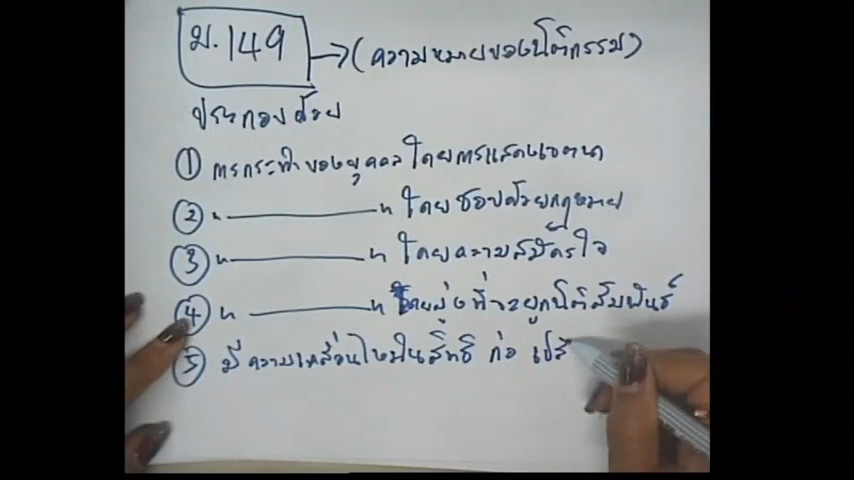 ม.149 → (ความหมายของนิติกรรม)
ประกอบด้วย
① การกระทำของบุคคลโดยการแสดงเจตนา
② " ——— " โดยชอบด้วยกฎหมาย
③ " ——— " โดยความสมัครใจ
④ " ——— " โดยมุ่งที่จะผูกนิติสัมพันธ์
⑤ มีความเคลื่อนไหวในสิทธิ ก่อ เปลี